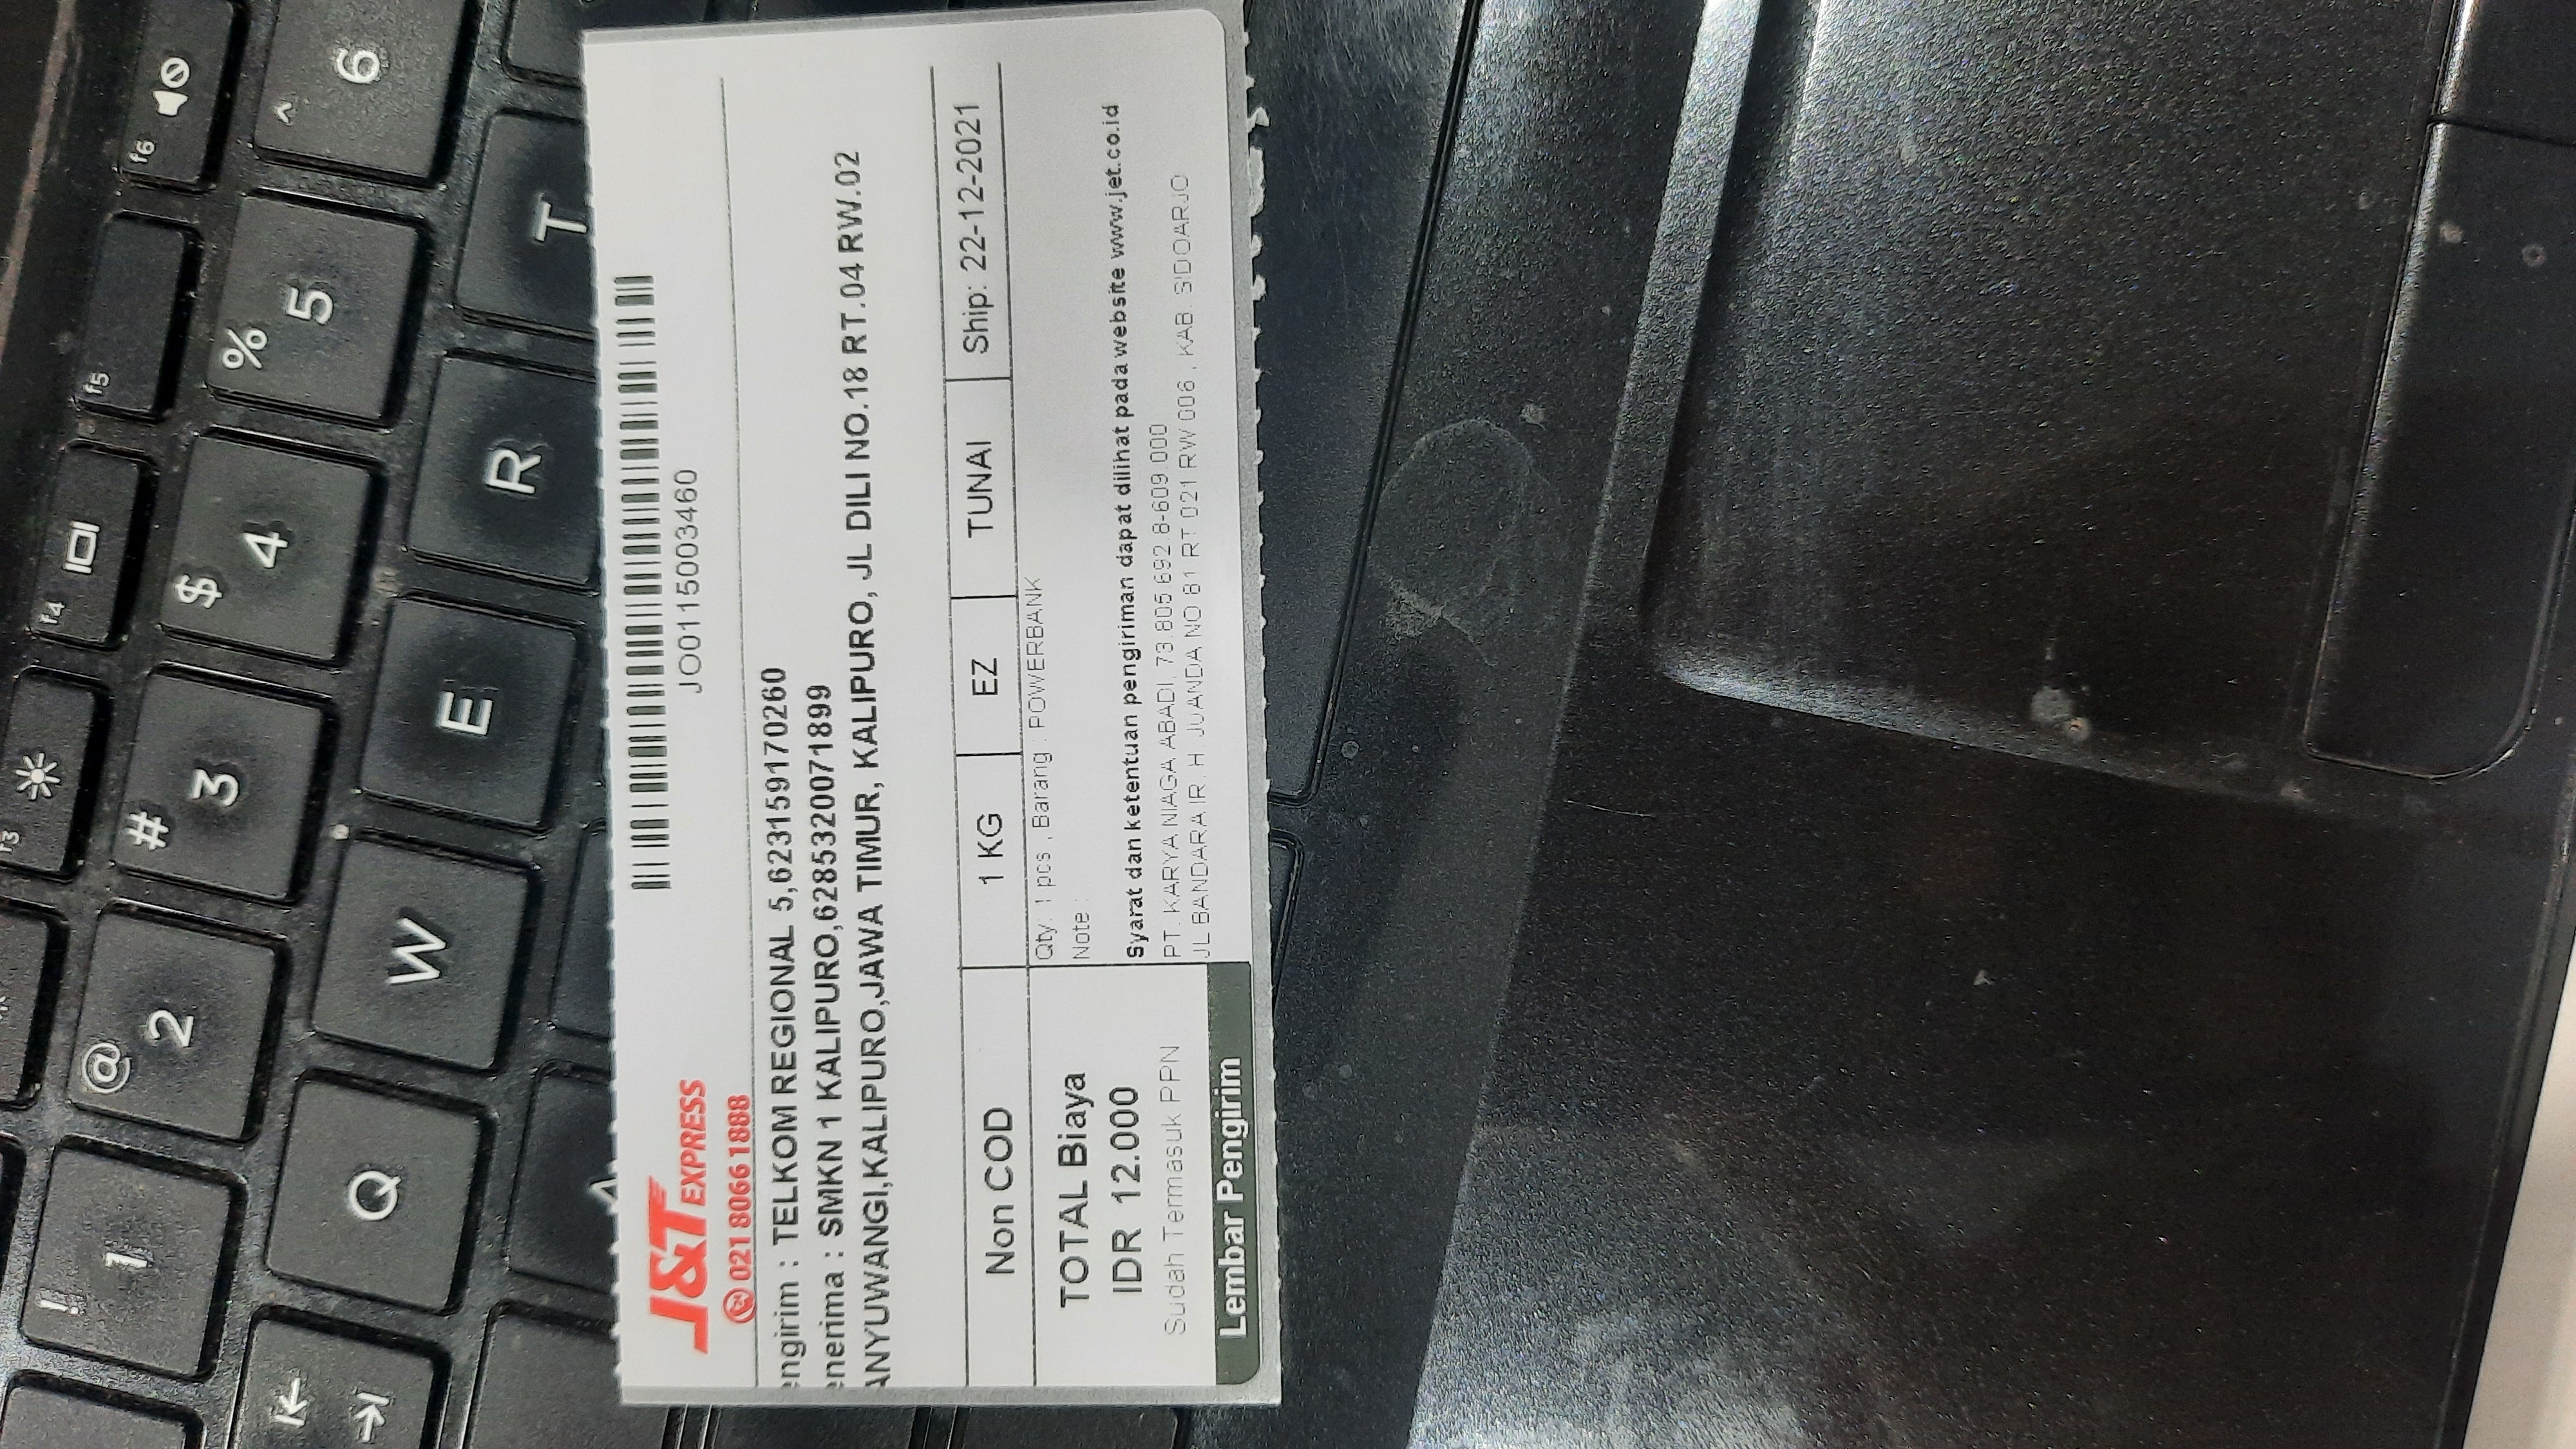 f3
f4
f5
f6
! 1
@ 2
# 3
$ 4
% 5
^ 6
Q
W
E
R
T
A
J&T EXPRESS
JO0115003460
021 8066 1888
engirim : TELKOM REGIONAL 5,623159170260
enerima : SMKN 1 KALIPURO,6285320071899
ANYUWANGI,KALIPURO,JAWA TIMUR, KALIPURO, JL DILI NO.18 RT.04 RW.02
Non COD
1 KG
EZ
TUNAI
Ship: 22-12-2021
TOTAL Biaya
IDR 12.000
Sudah Termasuk PPN
Lembar Pengirim
Qty: 1 pcs , Barang : POWERBANK
Note :
Syarat dan ketentuan pengiriman dapat dilihat pada website www.jet.co.id
PT. KARYA NIAGA ABADI, 73.805.692.8-609.000
JL BANDARA IR. H. JUANDA NO 81 RT 021 RW 006 , KAB. SIDOARJO